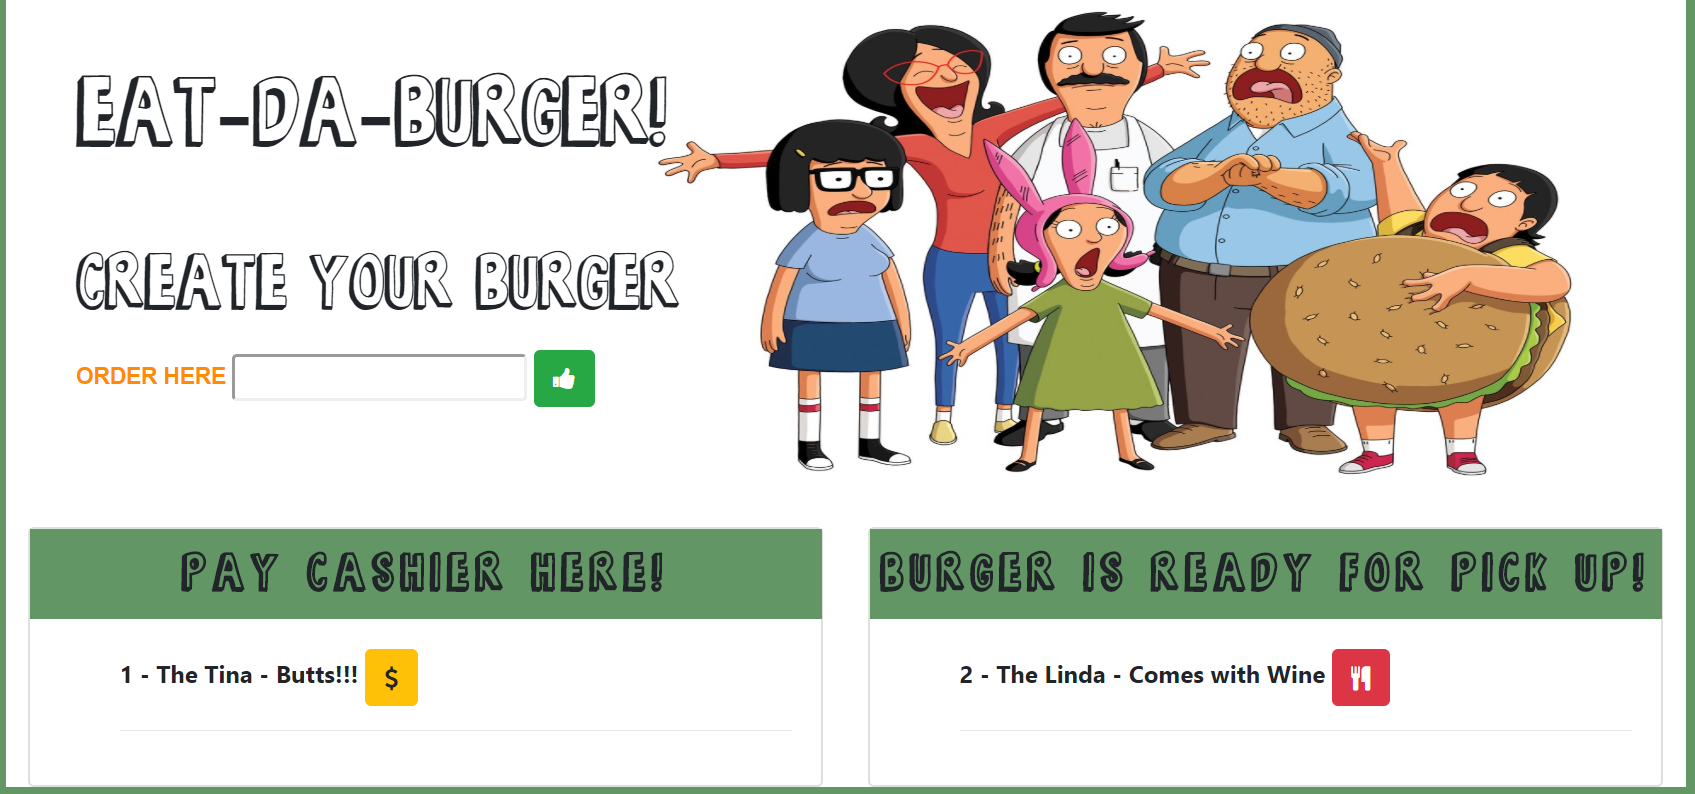 EAT-DA-BURGER!
CREATE YOUR BURGER
ORDER HERE
PAY CASHIER HERE!
1 - The Tina - Butts!!! $
BURGER IS READY FOR PICK UP!
2 - The Linda - Comes with Wine